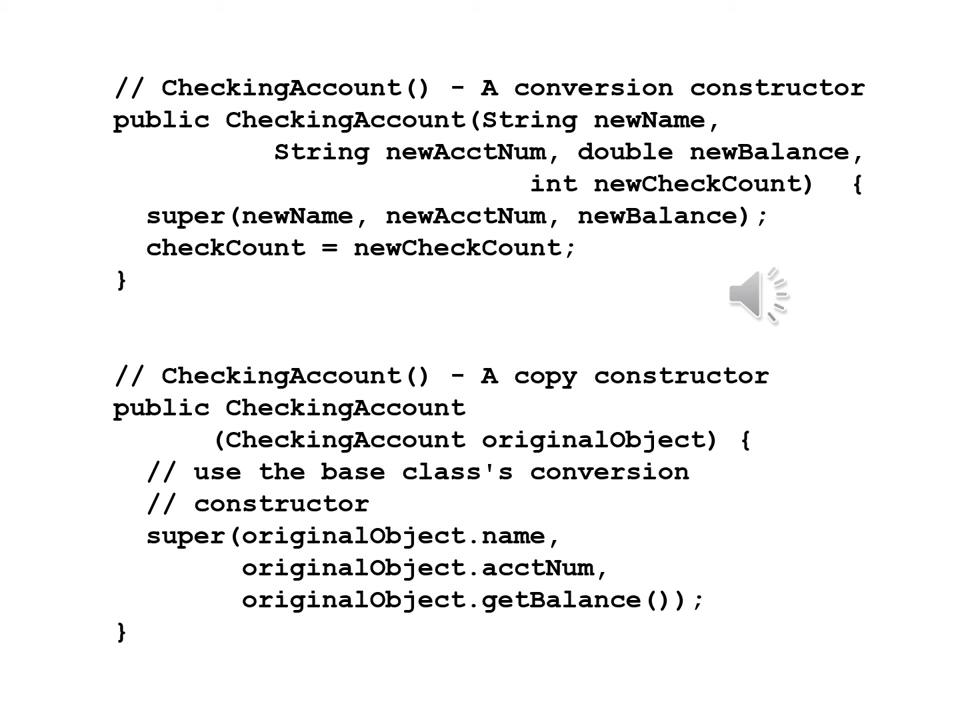 // CheckingAccount() - A conversion constructor
public CheckingAccount(String newName,
String newAcctNum, double newBalance,
int newCheckCount) {
super(newName, newAcctNum, newBalance);
checkCount = newCheckCount;
}
// CheckingAccount() - A copy constructor
public CheckingAccount
(CheckingAccount originalObject) {
// use the base class's conversion
// constructor
super(originalObject.name,
originalObject.acctNum,
originalObject.getBalance());
}